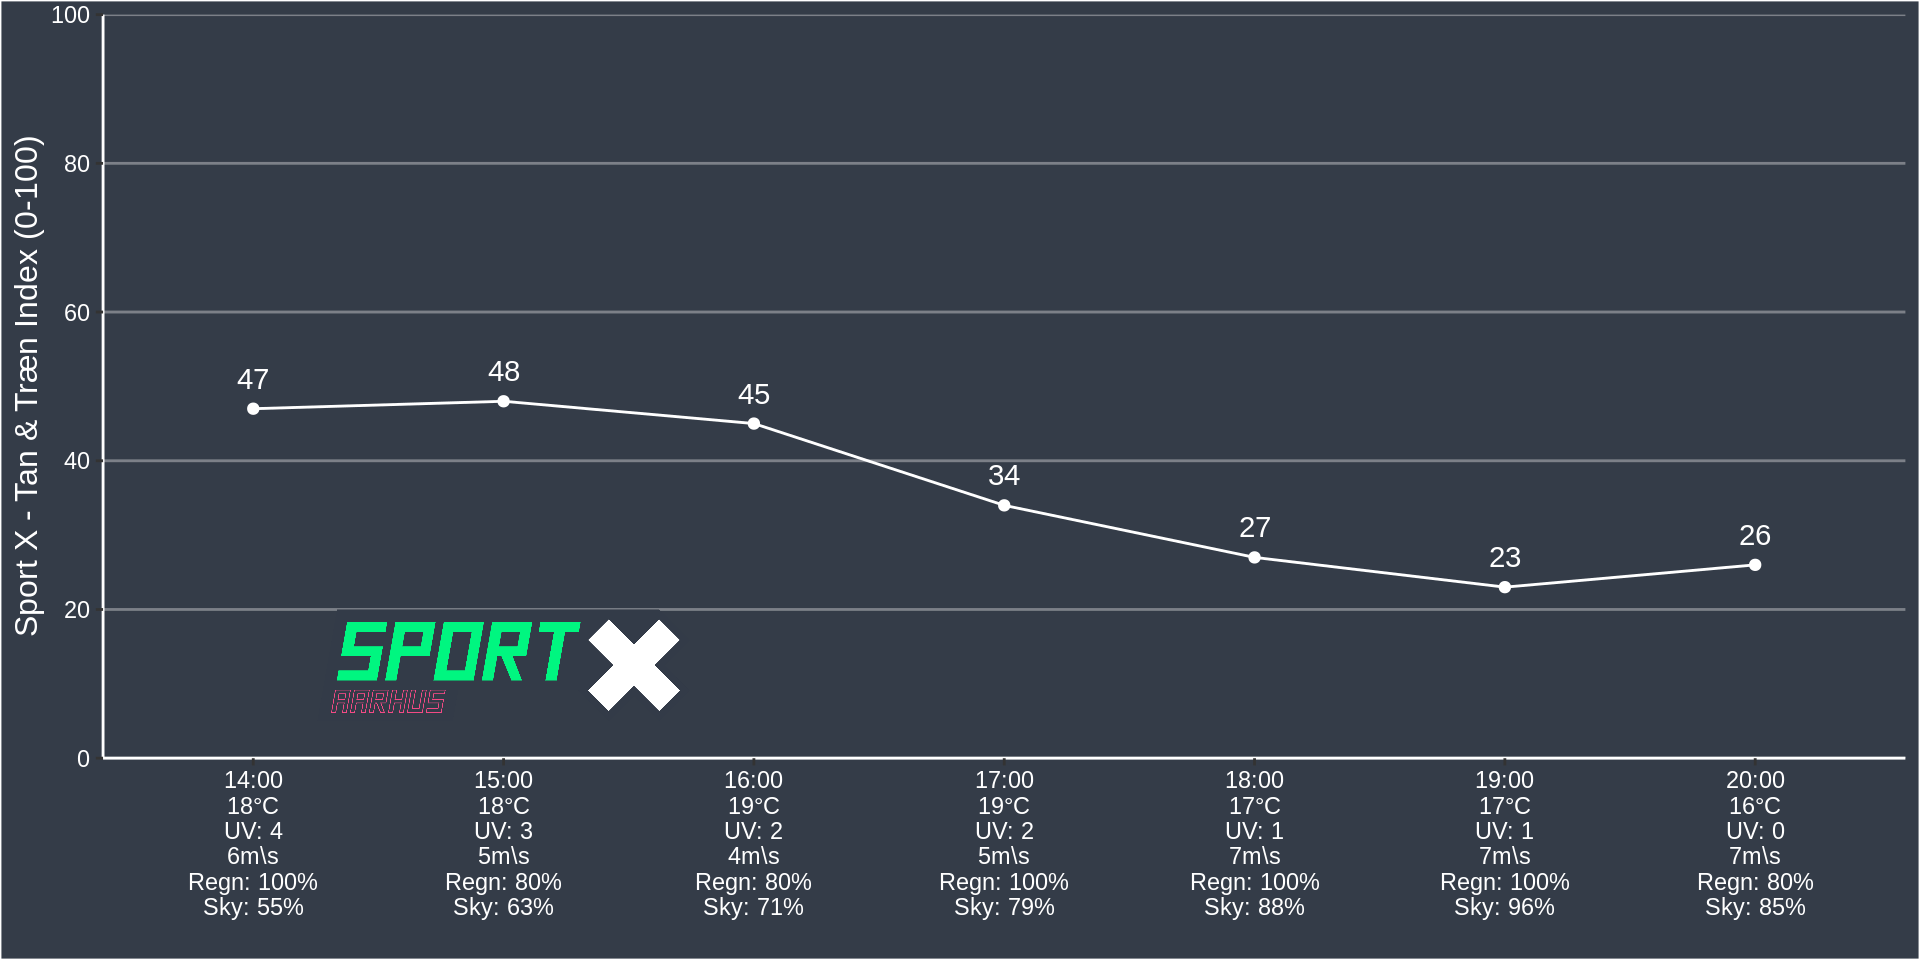 Sport X - Tan & Træn Index (0-100)
100
80
60
40
20
0
47
48
45
34
27
23
26
SPORT X
AARHUS
14:00 15:00 16:00 17:00 18:00 19:00 20:00
18°C 18°C 19°C 19°C 17°C 17°C 16°C
UV: 4 UV: 3 UV: 2 UV: 2 UV: 1 UV: 1 UV: 0
6m\s 5m\s 4m\s 5m\s 7m\s 7m\s 7m\s
Regn: 100% Regn: 80% Regn: 80% Regn: 100% Regn: 100% Regn: 100% Regn: 80%
Sky: 55% Sky: 63% Sky: 71% Sky: 79% Sky: 88% Sky: 96% Sky: 85%